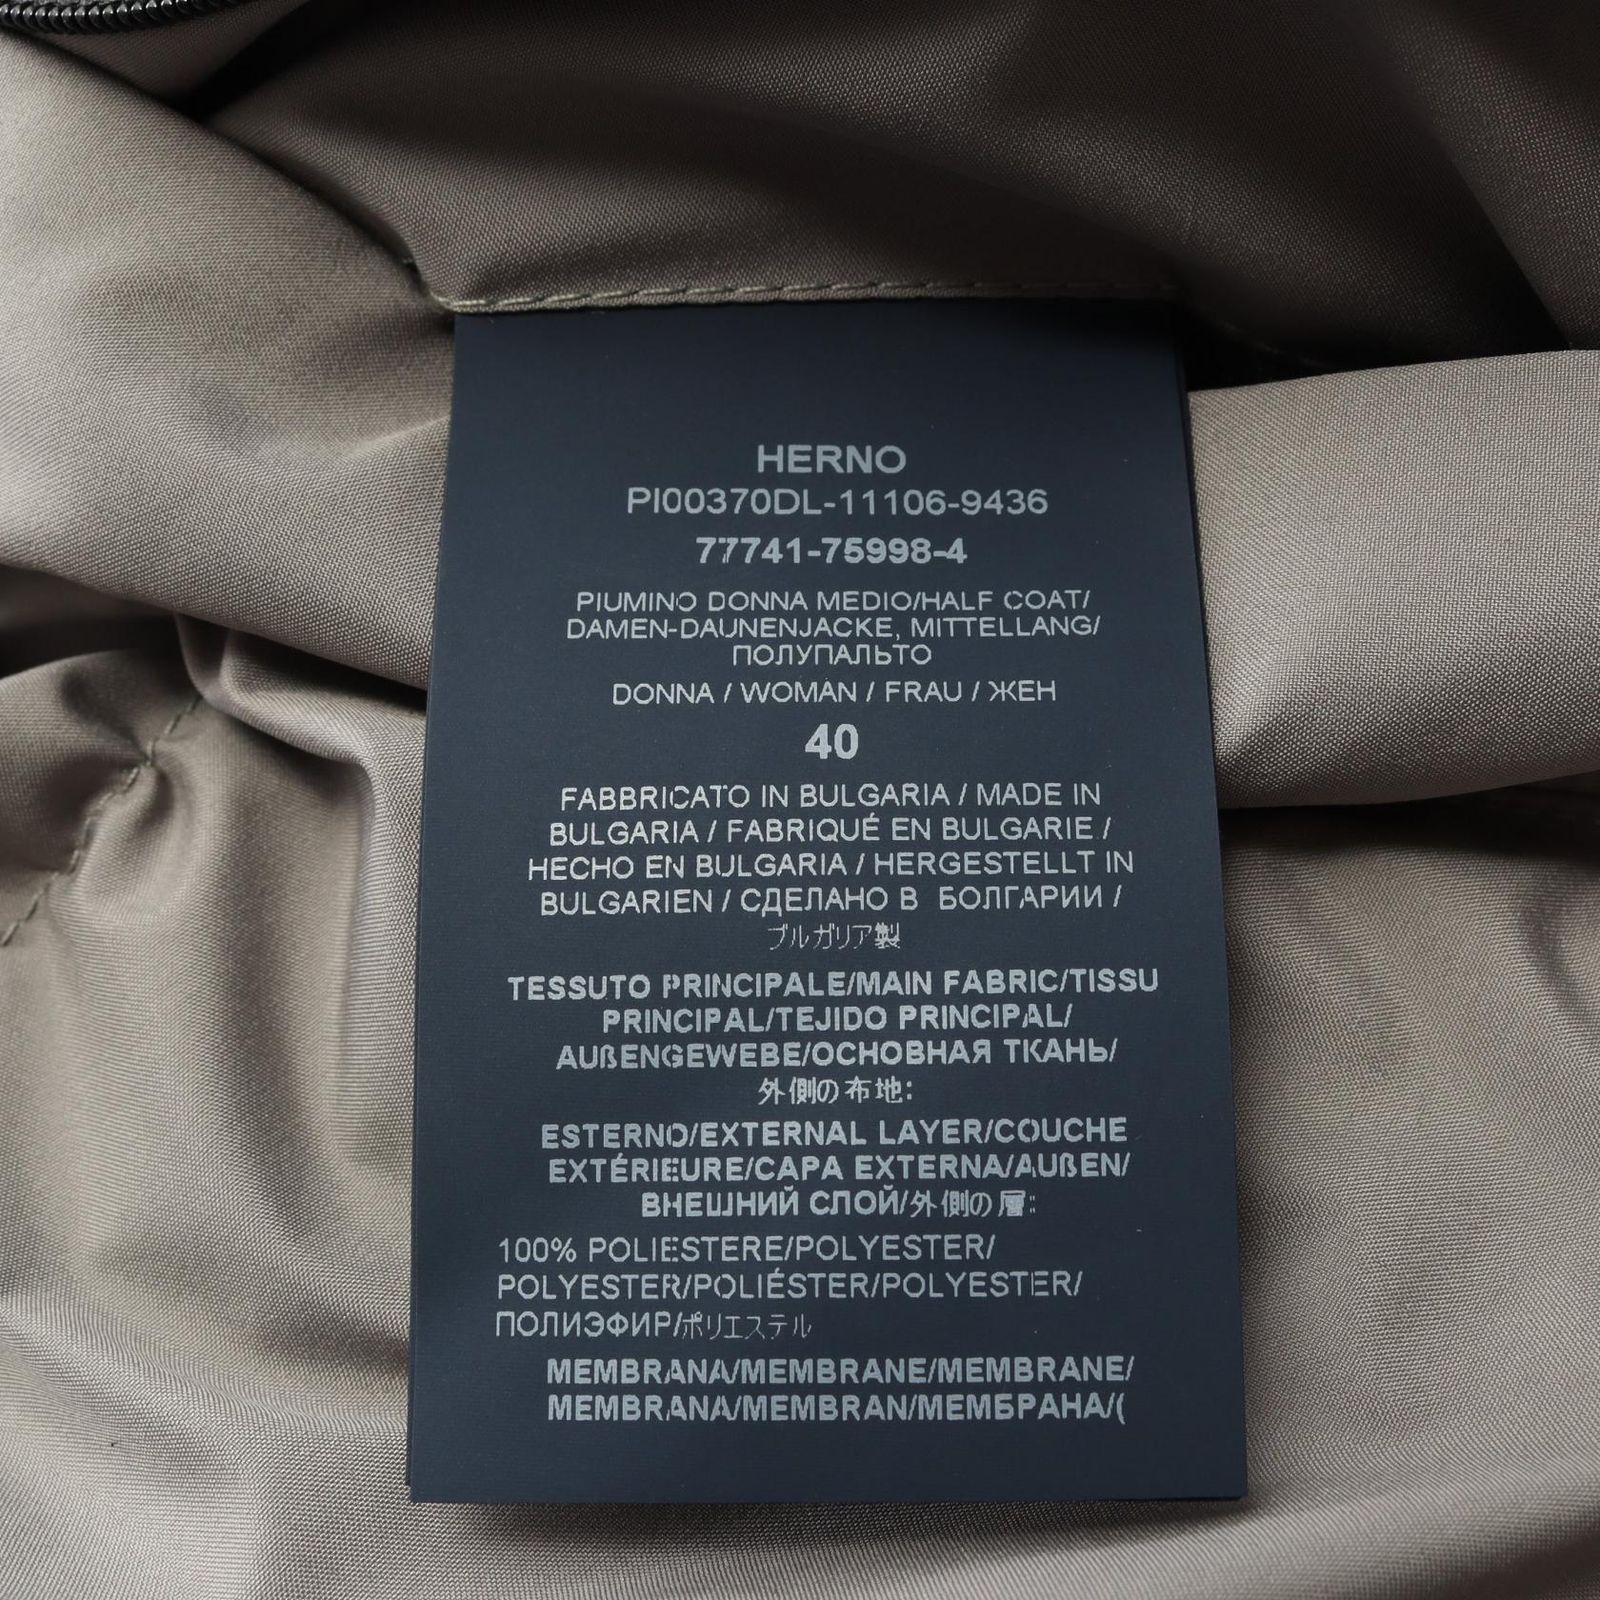 HERNO
PI00370DL-11106-9436
77741-75998-4
PIUMINO DONNA MEDIO/HALF COAT/
DAMEN-DAUNENJACKE, MITTELLANG/
ПОЛУПАЛЬТО
DONNA / WOMAN / FRAU / ЖЕН
40
FABBRICATO IN BULGARIA / MADE IN
BULGARIA / FABRIQUÉ EN BULGARIE /
HECHO EN BULGARIA / HERGESTELLT IN
BULGARIEN / СДЕЛАНО В БОЛГАРИИ /
ブルガリア製
TESSUTO PRINCIPALE/MAIN FABRIC/TISSU
PRINCIPAL/TEJIDO PRINCIPAL/
AUßENGEWEBE/ОСНОВНАЯ ТКАНЬ/
外側の布地:
ESTERNO/EXTERNAL LAYER/COUCHE
EXTÉRIEURE/CAPA EXTERNA/AUßEN/
ВНЕШНИЙ СЛОЙ/外側の層:
100% POLIESTERE/POLYESTER/
POLYESTER/POLIÉSTER/POLYESTER/
ПОЛИЭФИР/ポリエステル
MEMBRANA/MEMBRANE/MEMBRANE/
MEMBRANA/MEMBRAN/МЕМБРАНА/(